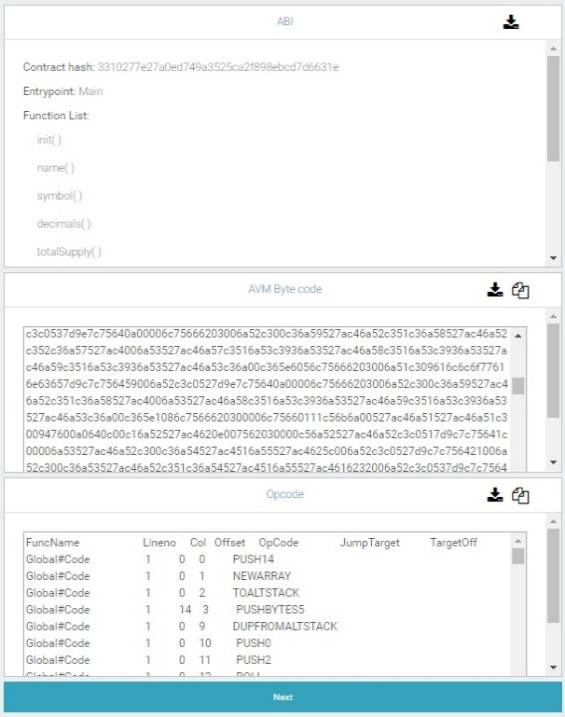 ABI
Contract hash: 3310277e27a0ed749a3525ca2f898ebcd7d6631e
Entrypoint: Main
Function List:
init( )
name( )
symbol( )
decimals( )
totalSupply( )
AVM Byte code
c3c0537d9e7c75640a00006c75666203006a52c300c36a59527ac46a52c351c36a58527ac46a52
c352c36a57527ac4006a53527ac46a57c3516a53c3936a53527ac46a58c3516a53c3936a53527a
c46a59c3516a53c3936a53527ac46a53c36a00c365e6056c75666203006a51c309616c6c6f7761
6e63657d9c7c756459006a52c3c0527d9e7c75640a00006c75666203006a52c300c36a59527ac4
6a52c351c36a58527ac4006a53527ac46a58c3516a53c3936a53527ac46a59c3516a53c3936a53
527ac46a53c36a00c365e1086c7566620300006c75660111c56b6a00527ac46a51527ac46a51c3
00947600a0640c00c16a52527ac4620e007562030000c56a52527ac46a52c3c0517d9c7c75641c
00006a53527ac46a52c300c36a54527ac4516a55527ac4625c006a52c3c0527d9c7c756421006a
52c300c36a53527ac46a52c351c36a54527ac4516a55527ac4616232006a52c3c0537d9c7c7564
Opcode
FuncName Lineno Col Offset OpCode JumpTarget TargetOff
Global#Code 1 0 0 PUSH14
Global#Code 1 0 1 NEWARRAY
Global#Code 1 0 2 TOALTSTACK
Global#Code 1 14 3 PUSHBYTES5
Global#Code 1 0 9 DUPFROMALTSTACK
Global#Code 1 0 10 PUSH0
Global#Code 1 0 11 PUSH2
Global#Code 1 0 12 ROLL
Next